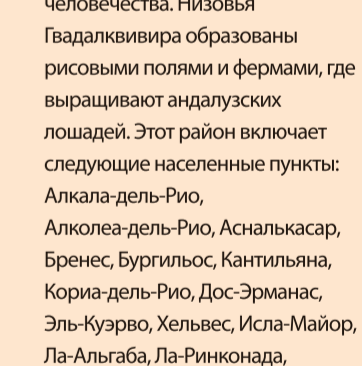 человечества. Низовья
Гвадалквивира образованы
рисовыми полями и фермами, где
выращивают андалузских
лошадей. Этот район включает
следующие населенные пункты:
Алкала-дель-Рио,
Алколеа-дель-Рио, Асналькасар,
Бренес, Бургильос, Кантильяна,
Кориа-дель-Рио, Дос-Эрманас,
Эль-Куэрво, Хельвес, Исла-Майор,
Ла-Альгаба, Ла-Ринконада,